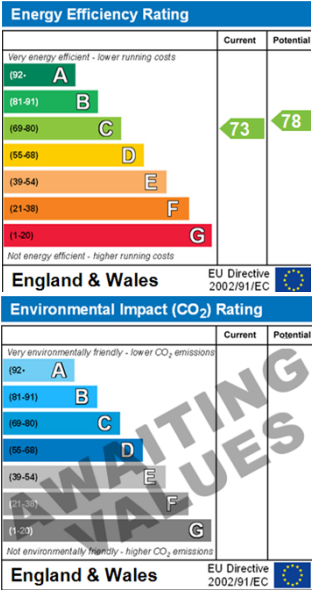 Energy Efficiency Rating
Current Potential
Very energy efficient - lower running costs
(92- A
(81-91) B
(69-80) C
73 78
(55-68) D
(39-54) E
(21-38) F
(1-20) G
Not energy efficient - higher running costs
England & Wales
EU Directive
2002/91/EC
Environmental Impact (CO2) Rating
Current Potential
Very environmentally friendly - lower CO2 emissions
(92- A
(81-91) B
(69-80) C
(55-68) D
(39-54) E
(21-38) F
(1-20) G
AWAITING
VALUES
Not environmentally friendly - higher CO2 emissions
England & Wales
EU Directive
2002/91/EC